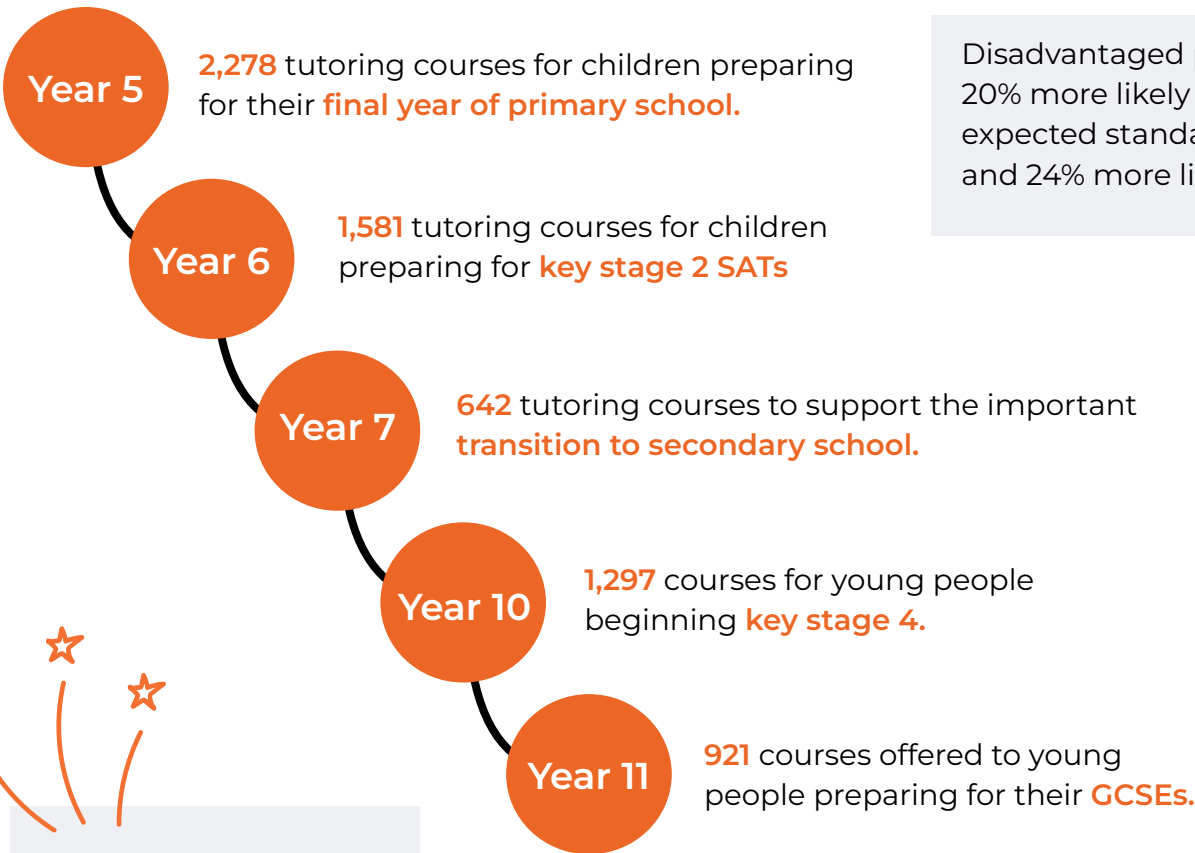 Year 5
2,278 tutoring courses for children preparing
for their final year of primary school.
Disadvantaged
20% more likely
expected
and 24% more
Year 6
1,581 tutoring courses for children
preparing for key stage 2 SATs
Year 7
642 tutoring courses to support the important
transition to secondary school.
Year 10
1,297 courses for young people
beginning key stage 4.
Year 11
921 courses offered to young
people preparing for their GCSEs.